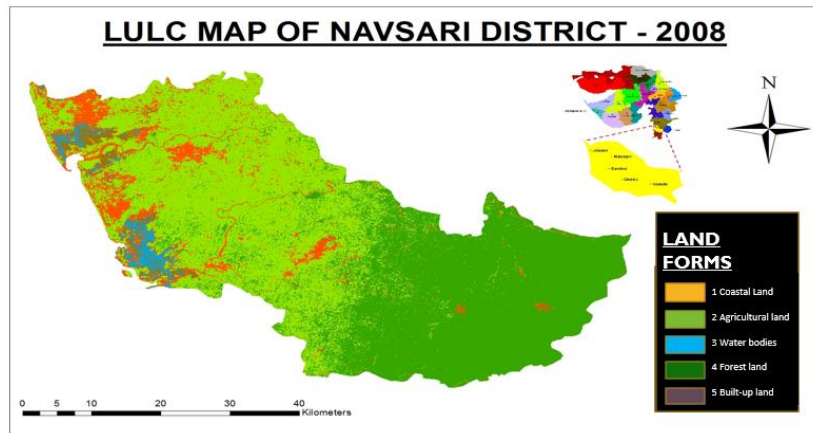 LULC MAP OF NAVSARI DISTRICT - 2008
N
LAND
FORMS
1 Coastal Land
2 Agricultural land
3 Water bodies
4 Forest land
5 Built-up land
0 5 10 20 30 40
Kilometers